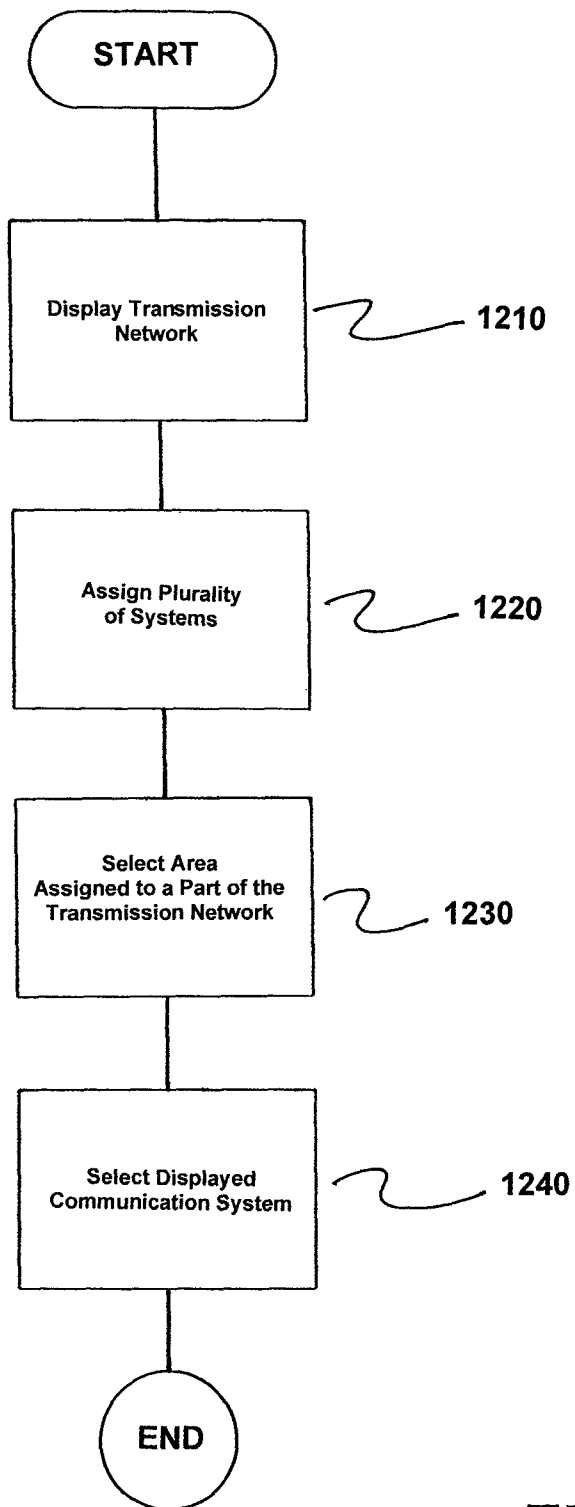 START
Display Transmission
Network
1210
Assign Plurality
of Systems
1220
Select Area
Assigned to a Part of the
Transmission Network
1230
Select Displayed
Communication System
1240
END